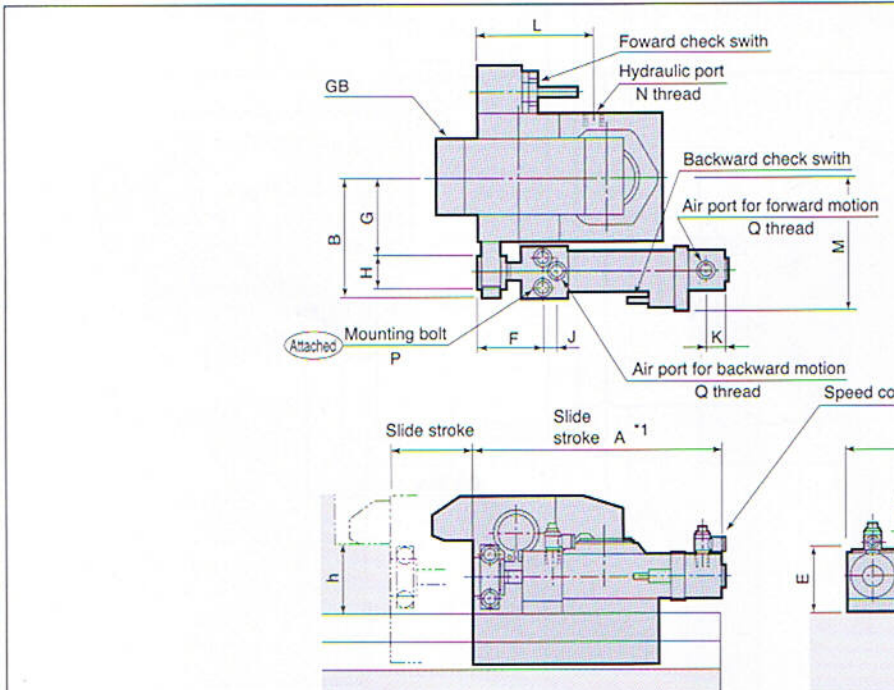 L
Foward check swith
Hydraulic port
N thread
GB
Backward check swith
Air port for forward motion
Q thread
B
G
H
M
Attached
Mounting bolt
P
F
J
K
Air port for backward motion
Q thread
Speed co
Slide stroke
Slide
stroke A *1
h
E